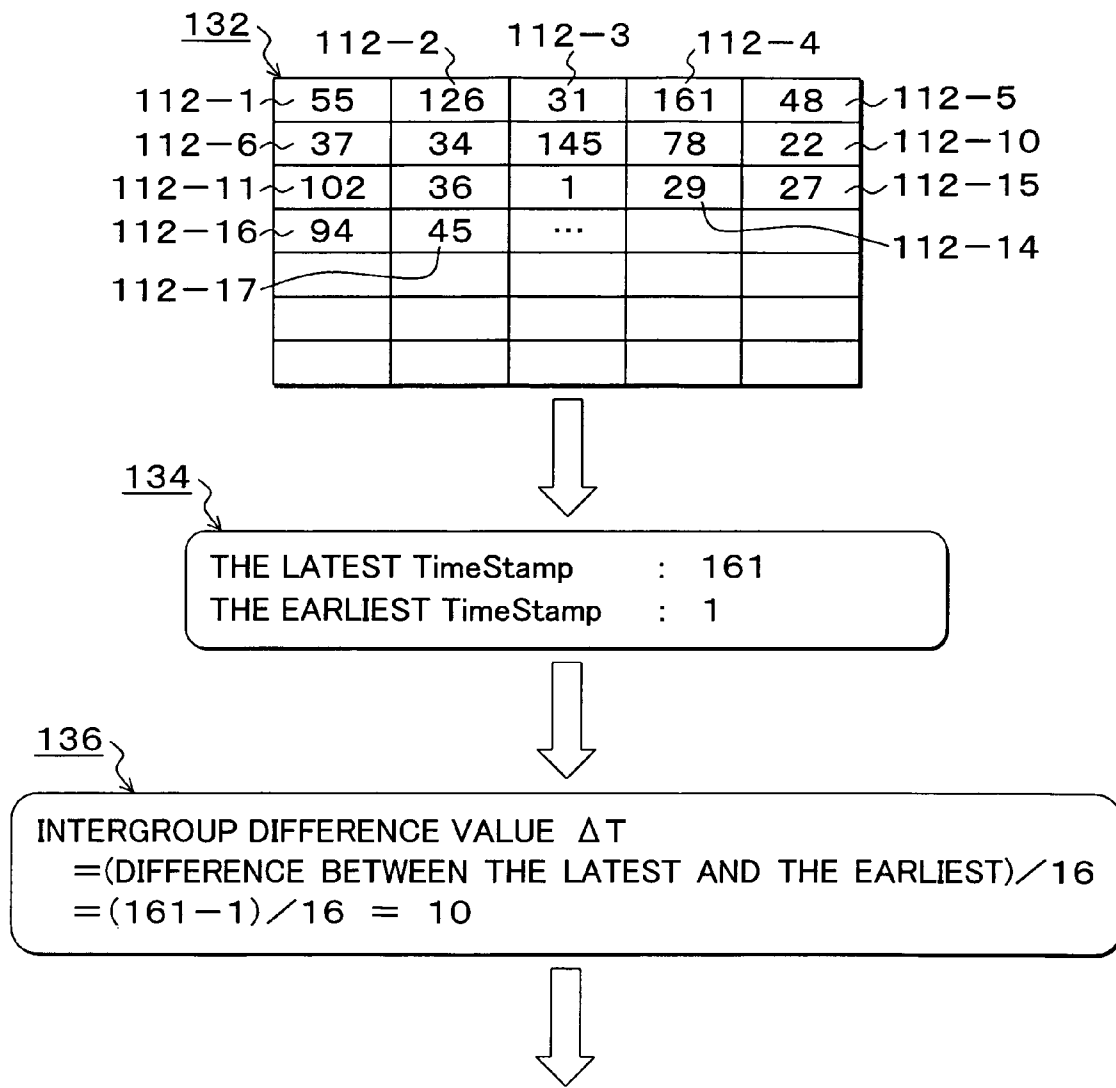 132
112-2
112-3
112-4
112-1 55 126 31 161 48 112-5
112-6 37 34 145 78 22 112-10
112-11 102 36 1 29 27 112-15
112-16 94 45 ...
112-14
112-17
134
THE LATEST TimeStamp : 161
THE EARLIEST TimeStamp : 1
136
INTERGROUP DIFFERENCE VALUE ΔT
=(DIFFERENCE BETWEEN THE LATEST AND THE EARLIEST)/16
=(161-1)/16 = 10